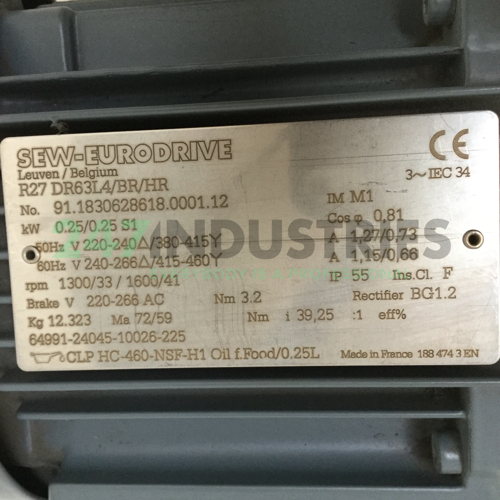 SEW-EURODRIVE
CE
Leuven / Belgium
3~IEC 34
R27 DR63L4/BR/HR
No. 91.1830628618.0001.12
IM M1
kW 0.25/0.25 S1
Cos φ 0,81
50Hz V 220-240Δ/380-415Y
A 1,27/0,73
60Hz V 240-266Δ/415-460Y
A 1,15/0,66
rpm 1300/33 / 1600/41
IP 55 Ins.Cl. F
Brake V 220-266 AC Nm 3.2 Rectifier BG1.2
Kg 12.323 Ma 72/59 Nm i 39,25 :1 eff%
64991-24045-10026-225
CLP HC-460-NSF-H1 Oil f.Food/0.25L
Made in France 188 474 3 EN
INDUSTRIES